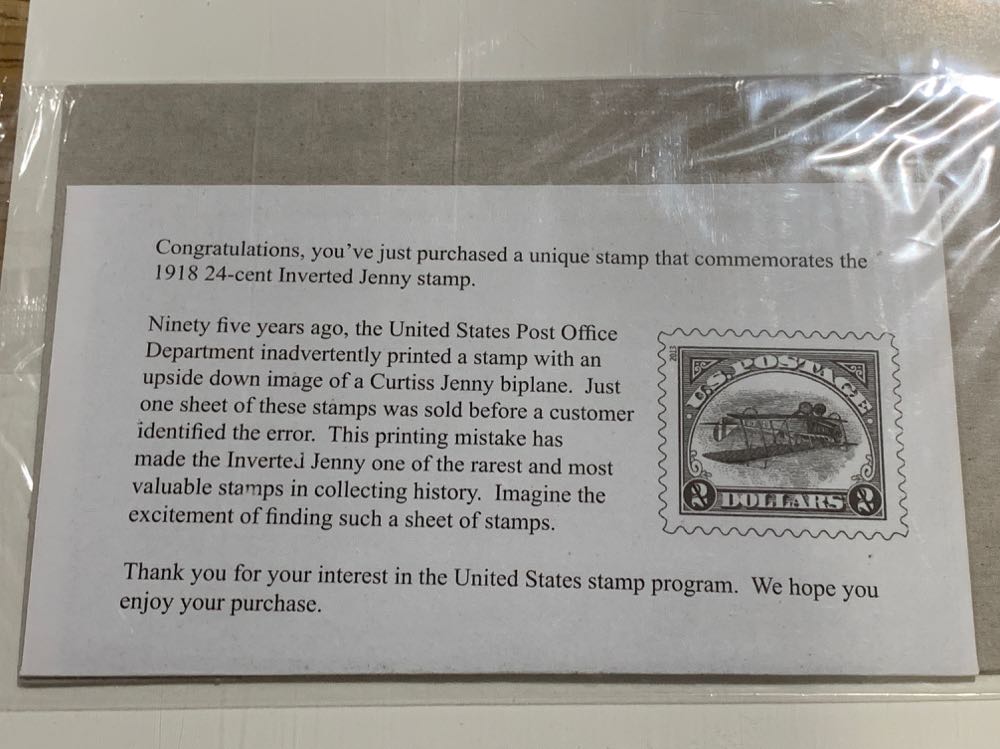 Congratulations, you've just purchased a unique stamp that commemorates the
1918 24-cent Inverted Jenny stamp.
Ninety five years ago, the United States Post Office
Department inadvertently printed a stamp with an
upside down image of a Curtiss Jenny biplane. Just
one sheet of these stamps was sold before a customer
identified the error. This printing mistake has
made the Inverted Jenny one of the rarest and most
valuable stamps in collecting history. Imagine the
excitement of finding such a sheet of stamps.
2013
U.S. POSTAGE
2 DOLLARS 2
Thank you for your interest in the United States stamp program. We hope you
enjoy your purchase.